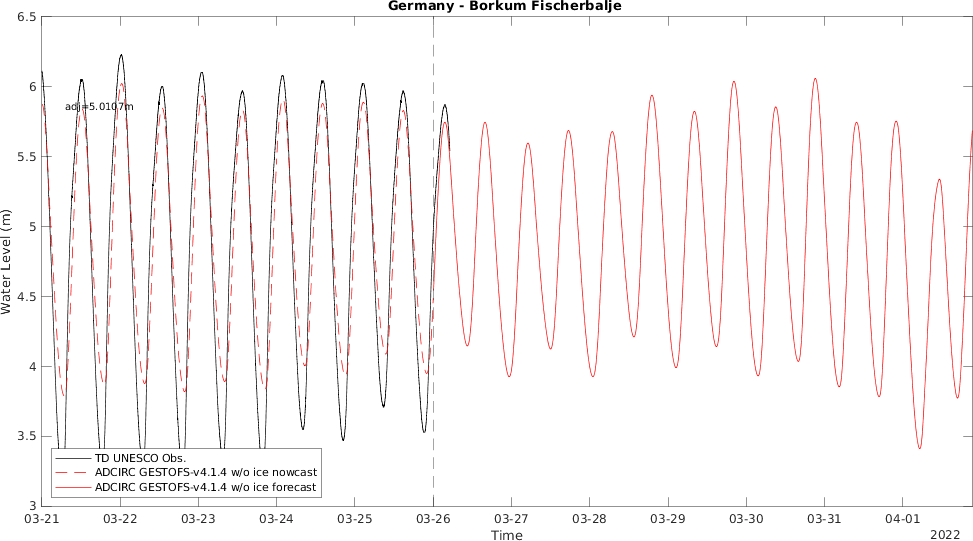 Germany - Borkum Fischerbalje
6.5
6
5.5
5
4.5
4
3.5
3
Water Level (m)
adj=5.0107m
TD UNESCO Obs.
ADCIRC GESTOFS-v4.1.4 w/o ice nowcast
ADCIRC GESTOFS-v4.1.4 w/o ice forecast
03-21 03-22 03-23 03-24 03-25 03-26 03-27 03-28 03-29 03-30 03-31 04-01
Time
2022